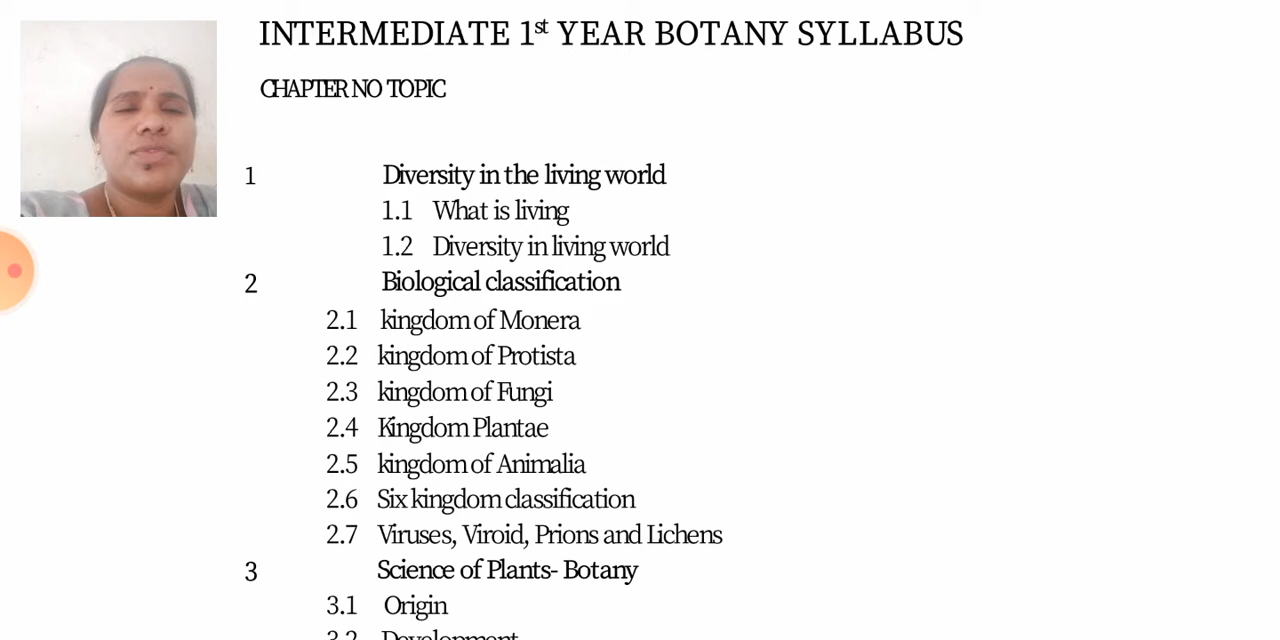 INTERMEDIATE 1st YEAR BOTANY SYLLABUS
CHAPTER NO TOPIC
1 Diversity in the living world
1.1 What is living
1.2 Diversity in living world
2 Biological classification
2.1 kingdom of Monera
2.2 kingdom of Protista
2.3 kingdom of Fungi
2.4 Kingdom Plantae
2.5 kingdom of Animalia
2.6 Six kingdom classification
2.7 Viruses, Viroid, Prions and Lichens
3 Science of Plants- Botany
3.1 Origin
3.2 Development